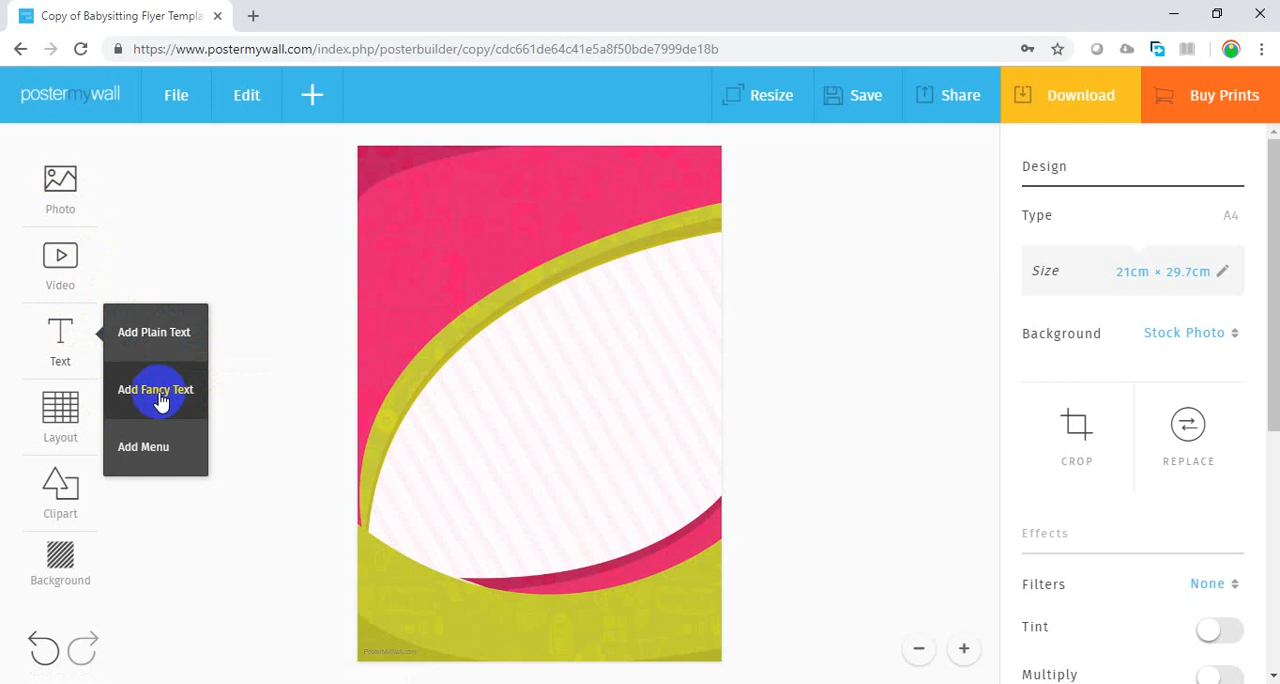 Copy of Babysitting Flyer Templa
https://www.postermywall.com/index.php/posterbuilder/copy/cdc661de64c41e5a8f50bde7999de18b
postermywall
File
Edit
Resize
Save
Share
Download
Buy Prints
Photo
Video
Text
Layout
Clipart
Background
Add Plain Text
Add Fancy Text
Add Menu
PosterMyWall.com
Design
Type A4
Size 21cm × 29.7cm
Background Stock Photo
CROP
REPLACE
Effects
Filters None
Tint
Multiply